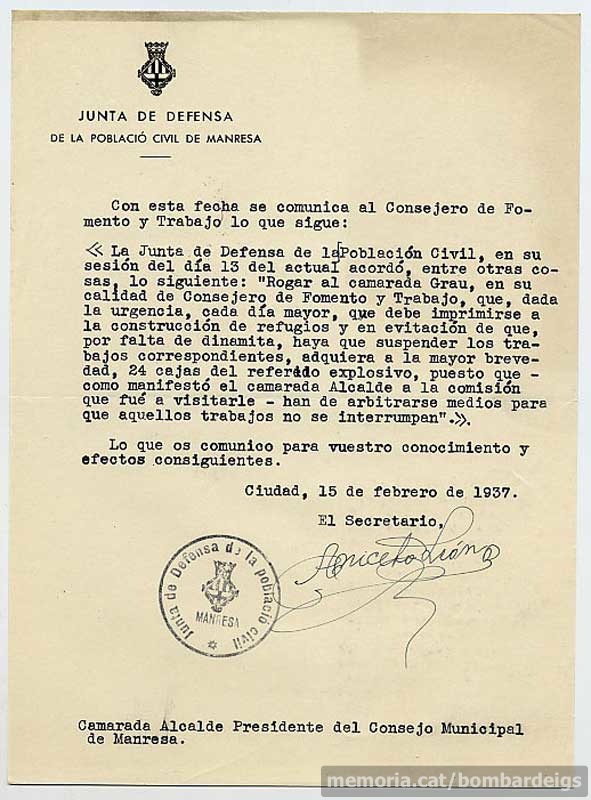 JUNTA DE DEFENSA
DE LA POBLACIÓ CIVIL DE MANRESA
Con esta fecha se comunica al Consejero de Fo-
mento y Trabajo lo que sigue:
« La Junta de Defensa de la Población Civil, en su
sesión del día 13 del actual acordó, entre otras co-
sas, lo siguiente: "Rogar al camarada Grau, en su
calidad de Consejero de Fomento y Trabajo, que, dada
la urgencia, cada día mayor, que debe imprimirse a
la construcción de refugios y en evitación de que,
por falta de dinamita, haya que suspender los tra-
bajos correspondientes, adquiera a la mayor breve-
dad, 24 cajas del referido explosivo, puesto que -
como manifestó el camarada Alcalde a la comisión
que fué a visitarle - han de arbitrarse medios para
que aquellos trabajos no se interrumpan".».
Lo que os comunico para vuestro conocimiento y
efectos consiguientes.
Ciudad, 15 de febrero de 1937.
El Secretario,
Aniceto
Junta de Defensa de la població civil
MANRESA
Camarada Alcalde Presidente del Consejo Municipal
de Manresa.
memoria.cat/bombardeigs